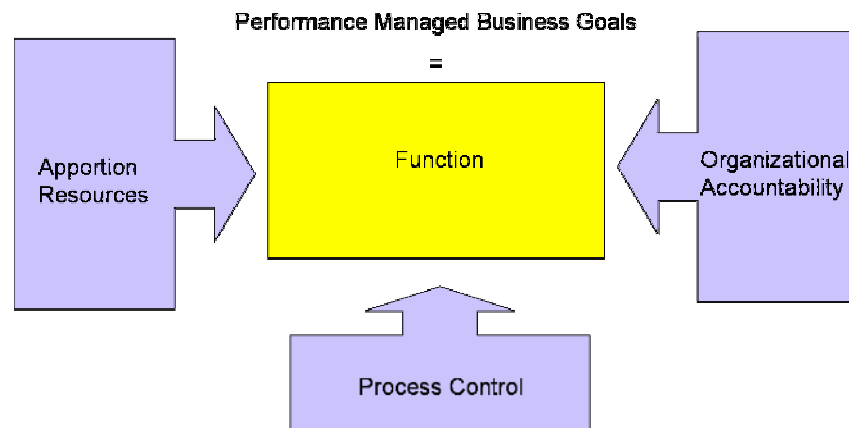 Performance Managed Business Goals
=
Function
Apportion
Resources
Organizational
Accountability
Process Control